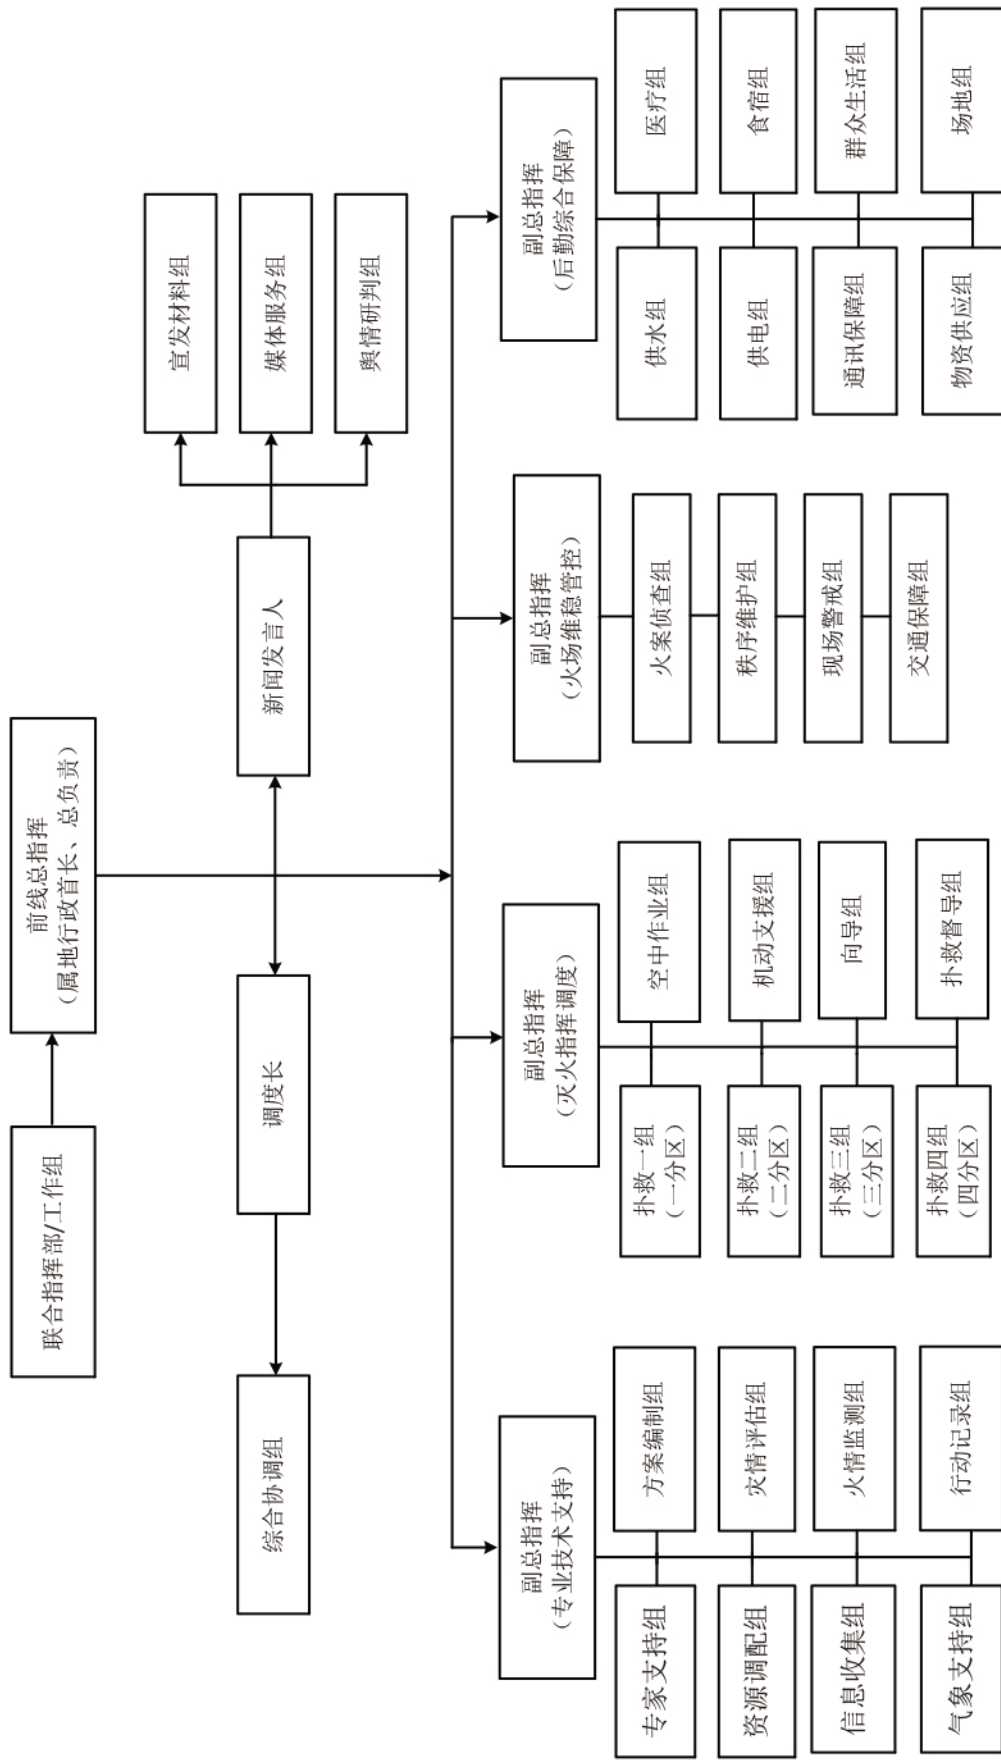 联合指挥部/工作组
前线总指挥
（属地行政首长、总负责）
综合协调组
调度长
新闻发言人
宣发材料组
媒体服务组
舆情研判组
副总指挥
（专业技术支持）
专家支持组
方案编制组
资源调配组
灾情评估组
信息收集组
火情监测组
气象支持组
行动记录组
副总指挥
（灭火指挥调度）
扑救一组
（一分区）
空中作业组
扑救二组
（二分区）
机动支援组
扑救三组
（三分区）
向导组
扑救四组
（四分区）
扑救督导组
副总指挥
（火场维稳管控）
火案侦查组
秩序维护组
现场警戒组
交通保障组
副总指挥
（后勤综合保障）
供水组
医疗组
供电组
食宿组
通讯保障组
群众生活组
物资供应组
场地组